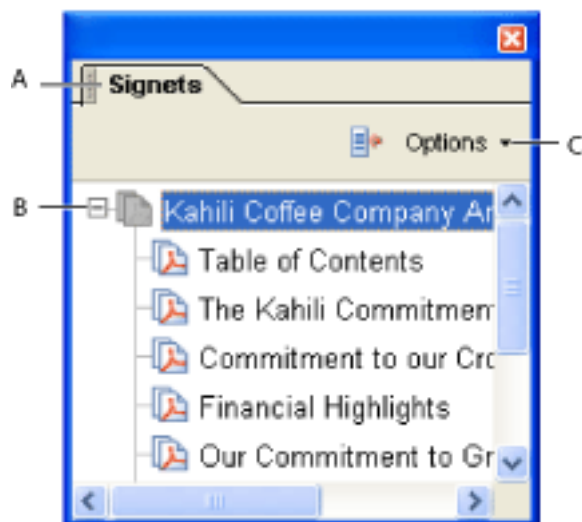 A
Signets
Options
C
B
Kahili Coffee Company Ar
Table of Contents
The Kahili Commitmen
Commitment to our Cro
Financial Highlights
Our Commitment to Gr